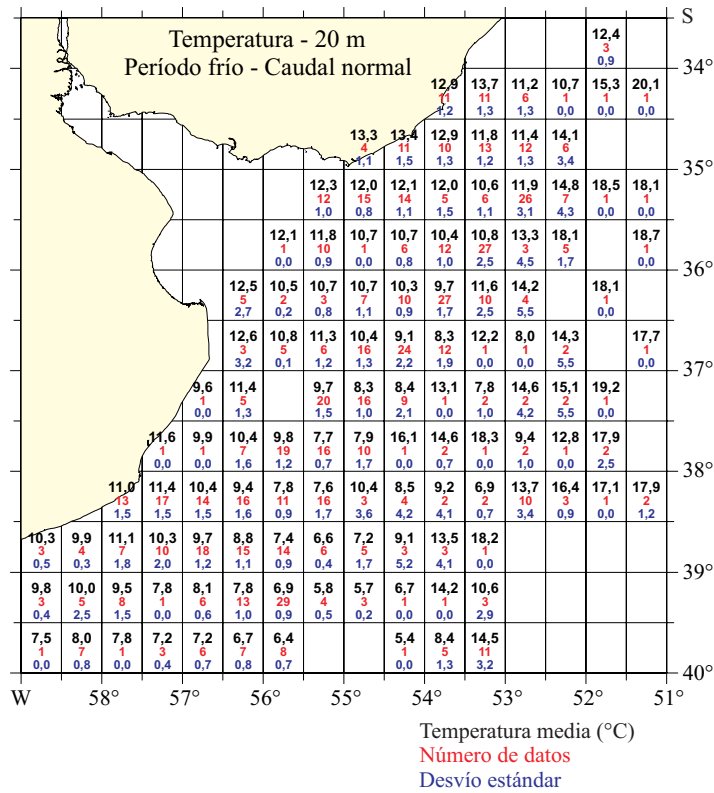 S
Temperatura - 20 m
Período frío - Caudal normal
12,4
3
0,9
34°
12,9 13,7 11,2 10,7 15,3 20,1
11 11 6 1 1 1
1,2 1,3 1,3 0,0 0,0 0,0
13,3 13,4 12,9 11,8 11,4 14,1
4 11 10 13 12 6
1,1 1,5 1,3 1,2 1,3 3,4
35°
12,3 12,0 12,1 12,0 10,6 11,9 14,8 18,5 18,1
12 15 14 5 6 26 7 1 1
1,0 0,8 1,1 1,5 1,1 3,1 4,3 0,0 0,0
12,1 11,8 10,7 10,7 10,4 10,8 13,3 18,1 18,7
1 10 1 6 12 27 3 5 1
0,0 0,9 0,0 0,8 1,0 2,5 4,5 1,7 0,0
36°
12,5 10,5 10,7 10,7 10,3 9,7 11,6 14,2 18,1
5 2 3 7 10 27 10 4 1
2,7 0,2 0,8 1,1 0,9 1,7 2,5 5,5 0,0
12,6 10,8 11,3 10,4 9,1 8,3 12,2 8,0 14,3 17,7
3 5 6 16 24 12 1 1 2 1
3,2 0,1 1,2 1,3 2,2 1,9 0,0 0,0 5,5 0,0
37°
9,6 11,4 9,7 8,3 8,4 13,1 7,8 14,6 15,1 19,2
1 5 20 16 9 1 2 2 2 1
0,0 1,3 1,5 1,0 2,1 0,0 1,0 4,2 5,5 0,0
11,6 9,9 10,4 9,8 7,7 7,9 16,1 14,6 18,3 9,4 12,8 17,9
1 1 7 19 16 10 1 2 1 2 1 2
0,0 0,0 1,6 1,2 0,7 1,7 0,0 0,7 0,0 1,0 0,0 2,5
38°
11,0 11,4 10,4 9,4 7,8 7,6 10,4 8,5 9,2 6,9 13,7 16,4 17,1 17,9
13 17 14 16 11 16 3 4 2 2 10 3 1 2
1,5 1,5 1,5 1,6 0,9 1,7 3,6 4,2 4,1 0,7 3,4 0,9 0,0 1,2
10,3 9,9 11,1 10,3 9,7 8,8 7,4 6,6 7,2 9,1 13,5 18,2
3 4 7 10 18 15 14 6 5 3 3 1
0,5 0,3 1,8 2,0 1,2 1,1 0,9 0,4 1,7 5,2 4,1 0,0
39°
9,8 10,0 9,5 7,8 8,1 7,8 6,9 5,8 5,7 6,7 14,2 10,6
3 5 8 1 6 13 29 4 3 1 1 3
0,4 2,5 1,5 0,0 0,6 1,0 0,9 0,5 0,2 0,0 0,0 2,9
7,5 8,0 7,8 7,2 7,2 6,7 6,4 5,4 8,4 14,5
1 7 1 3 6 7 8 1 5 11
0,0 0,8 0,0 0,4 0,7 0,8 0,7 0,0 1,3 3,2
40°
W 58° 57° 56° 55° 54° 53° 52° 51°
Temperatura media (°C)
Número de datos
Desvío estándar